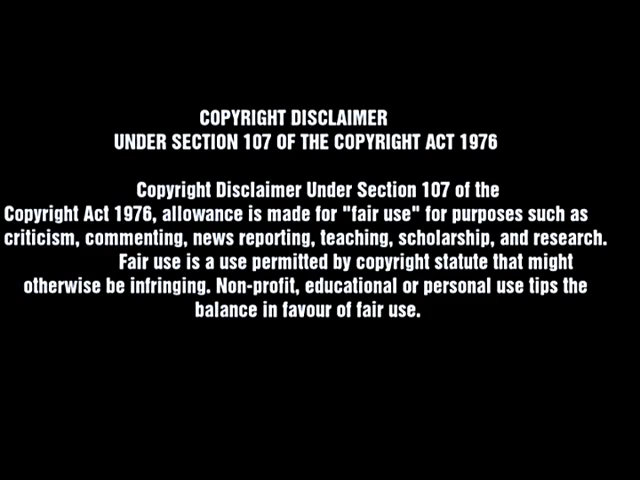 COPYRIGHT DISCLAIMER
UNDER SECTION 107 OF THE COPYRIGHT ACT 1976
Copyright Disclaimer Under Section 107 of the
Copyright Act 1976, allowance is made for "fair use" for purposes such as
criticism, commenting, news reporting, teaching, scholarship, and research.
Fair use is a use permitted by copyright statute that might
otherwise be infringing. Non-profit, educational or personal use tips the
balance in favour of fair use.